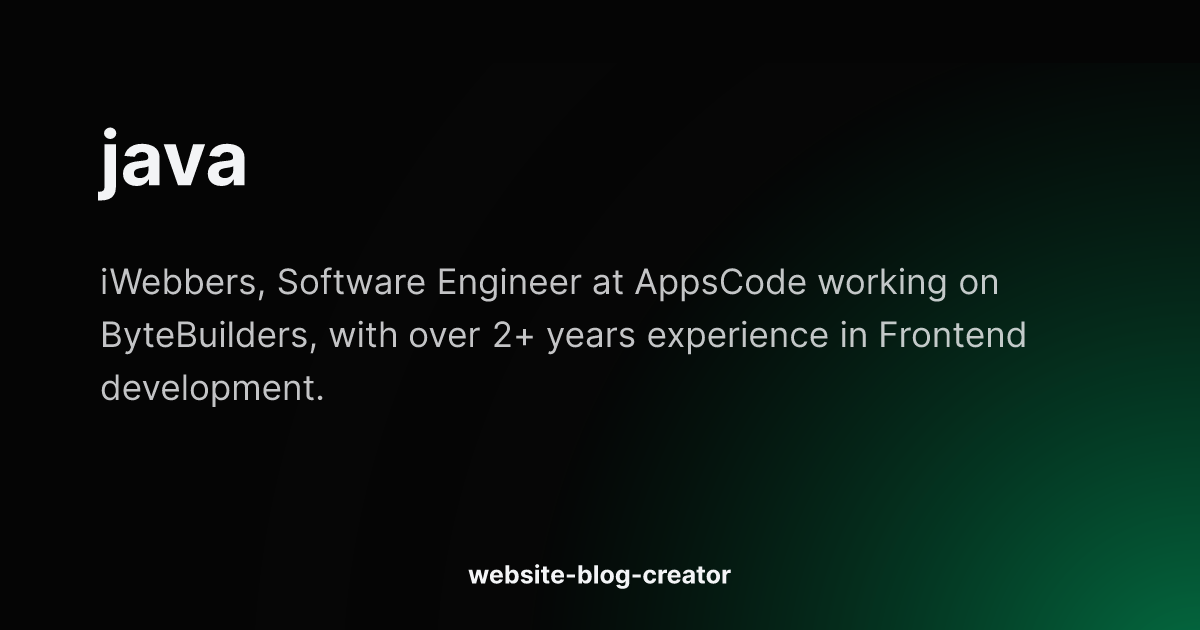 java
iWebbers, Software Engineer at AppsCode working on
ByteBuilders, with over 2+ years experience in Frontend
development.
website-blog-creator